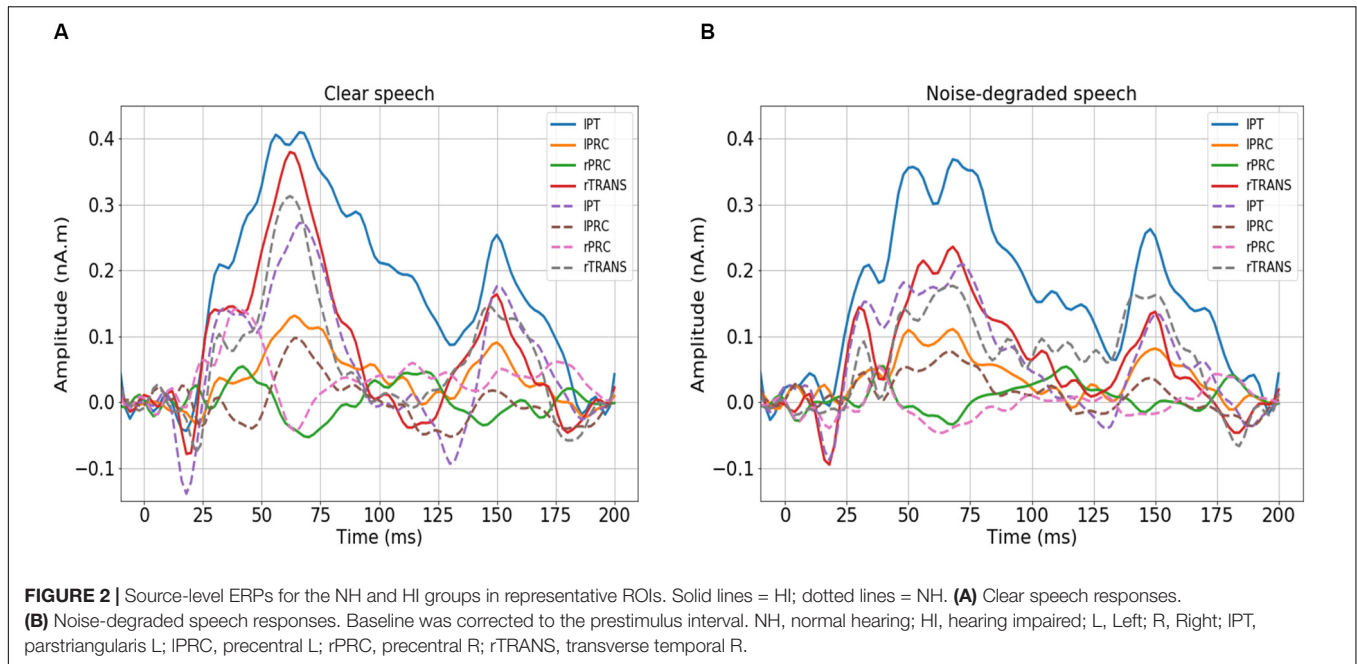 A
B
Clear speech
Noise-degraded speech
Amplitude (nA.m)
0.4
0.3
0.2
0.1
0.0
−0.1
lPT
lPRC
rPRC
rTRANS
lPT
lPRC
rPRC
rTRANS
0 25 50 75 100 125 150 175 200
Time (ms)
Amplitude (nA.m)
0.4
0.3
0.2
0.1
0.0
−0.1
lPT
lPRC
rPRC
rTRANS
lPT
lPRC
rPRC
rTRANS
0 25 50 75 100 125 150 175 200
Time (ms)
FIGURE 2 | Source-level ERPs for the NH and HI groups in representative ROIs. Solid lines = HI; dotted lines = NH. (A) Clear speech responses.
(B) Noise-degraded speech responses. Baseline was corrected to the prestimulus interval. NH, normal hearing; HI, hearing impaired; L, Left; R, Right; lPT,
parstriangularis L; lPRC, precentral L; rPRC, precentral R; rTRANS, transverse temporal R.